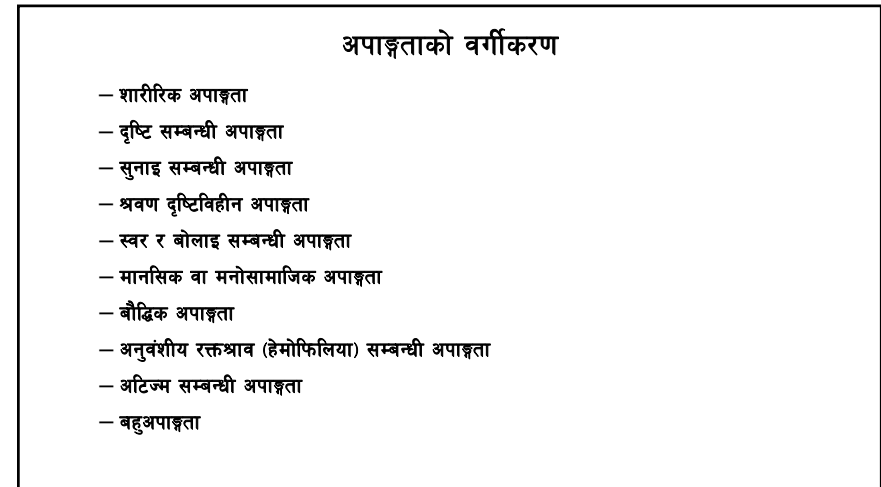 अपाङ्गताको वर्गीकरण
– शारीरिक अपाङ्गता
– दृष्टि सम्बन्धी अपाङ्गता
– सुनाइ सम्बन्धी अपाङ्गता
– श्रवण दृष्टिविहीन अपाङ्गता
– स्वर र बोलाइ सम्बन्धी अपाङ्गता
– मानसिक वा मनोसामाजिक अपाङ्गता
– बौद्धिक अपाङ्गता
– अनुवंशीय रक्तश्राव (हेमोफिलिया) सम्बन्धी अपाङ्गता
– अटिज्म सम्बन्धी अपाङ्गता
– बहुअपाङ्गता